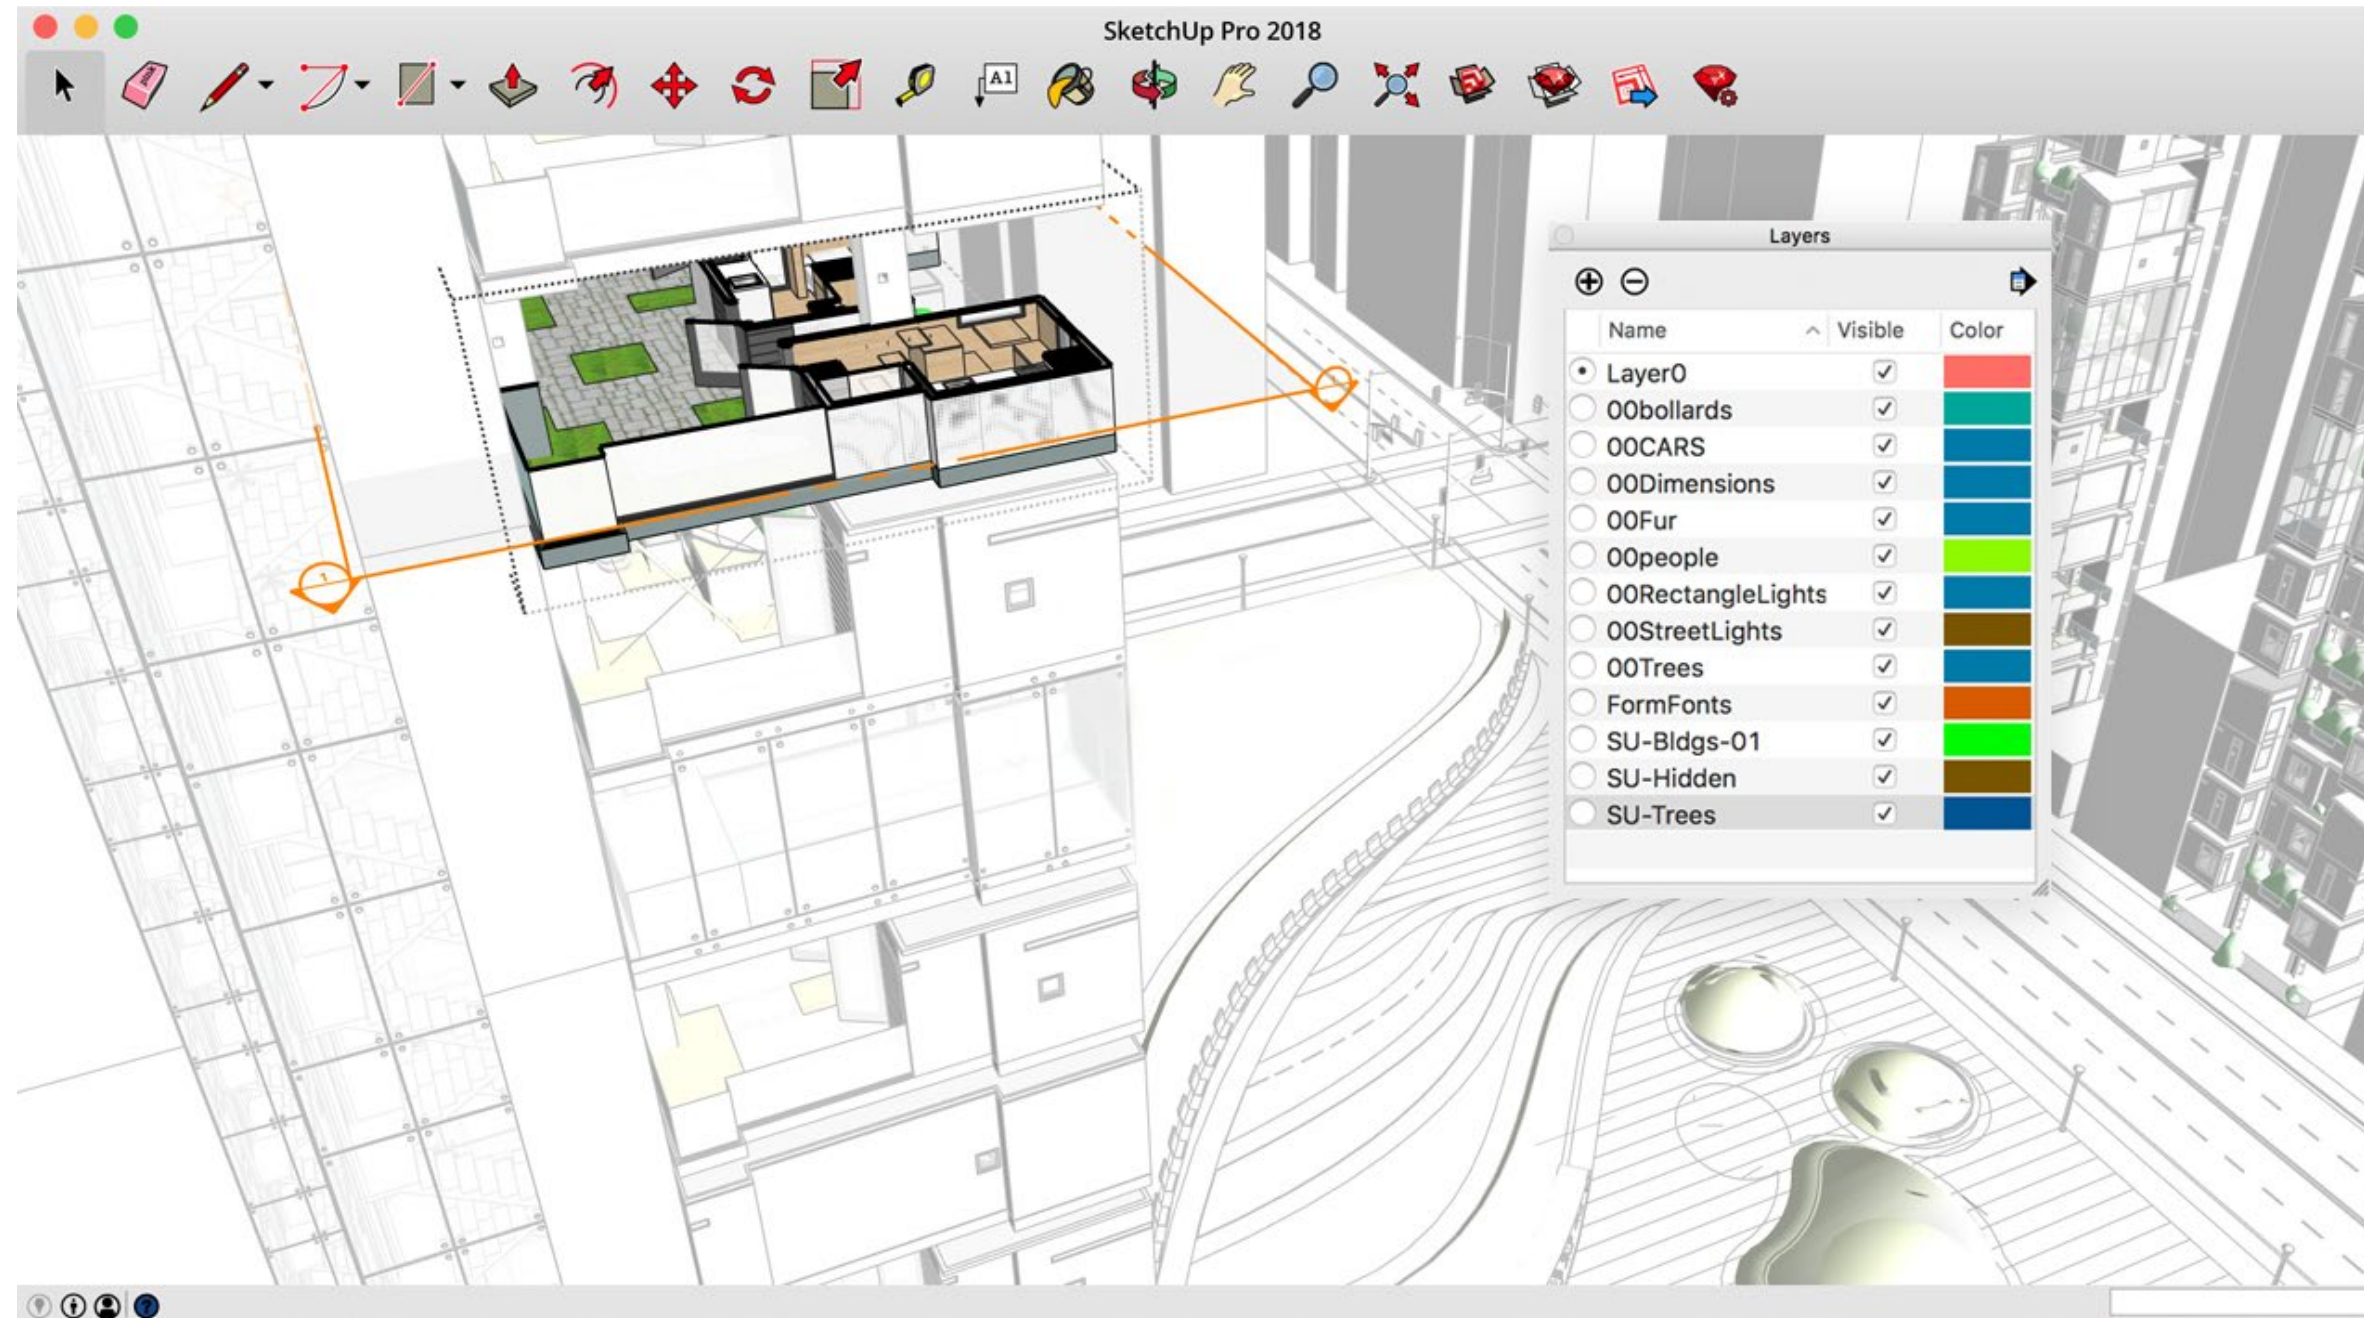 SketchUp Pro 2018
A1
Layers
Name Visible Color
Layer0
00bollards
00CARS
00Dimensions
00Fur
00people
00RectangleLights
00StreetLights
00Trees
FormFonts
SU-Bldgs-01
SU-Hidden
SU-Trees
?